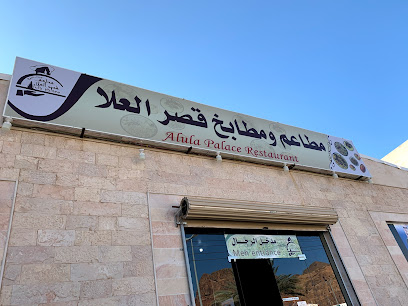 مطاعم ومطابخ قصر العلا
Alula Palace Restaurant
مدخل الرجال
Men entrance